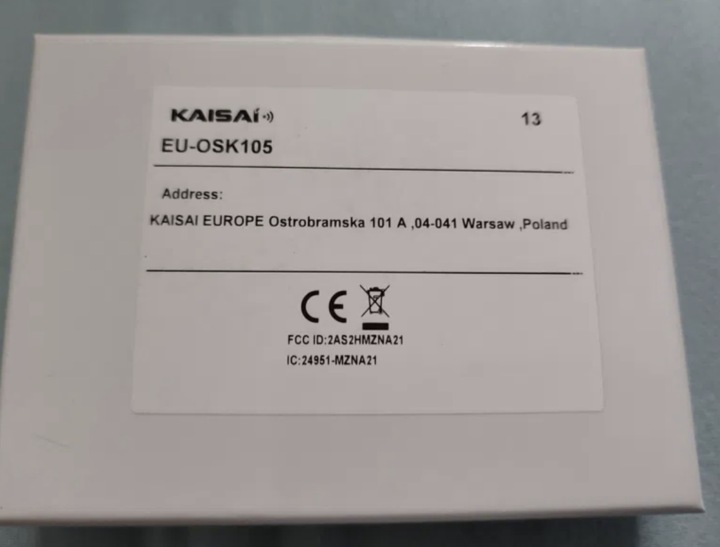 KAISAI
13
EU-OSK105
Address:
KAISAI EUROPE Ostrobramska 101 A ,04-041 Warsaw ,Poland
CE
FCC ID:2AS2HMZNA21
IC:24951-MZNA21